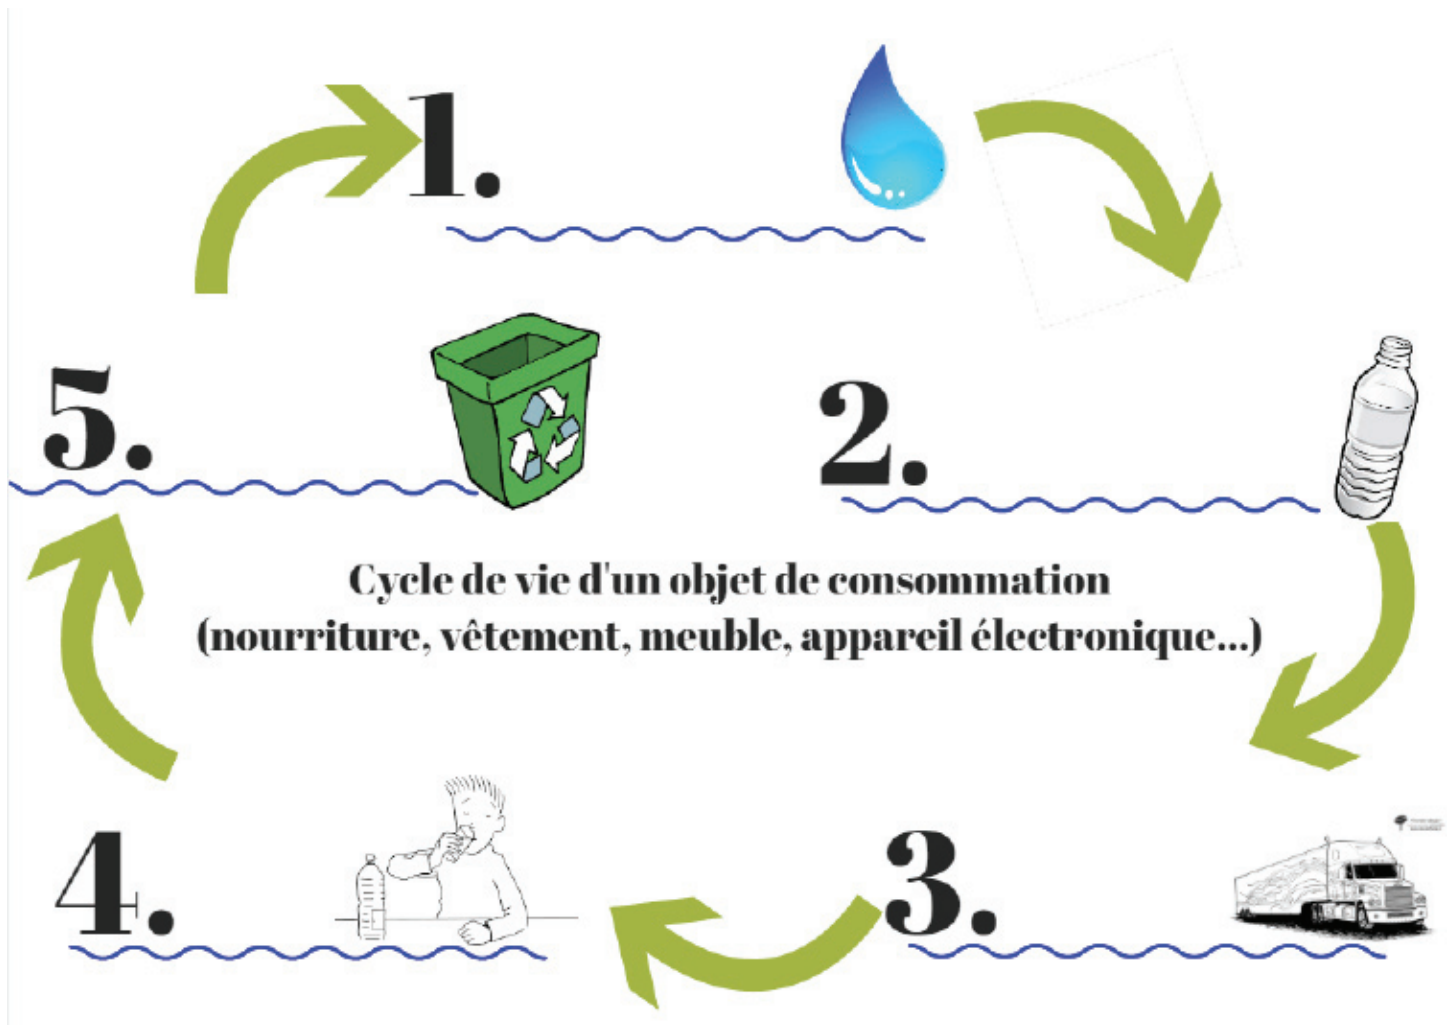 1.
5.
2.
Cycle de vie d'un objet de consommation
(nourriture, vêtement, meuble, appareil électronique...)
4.
3.